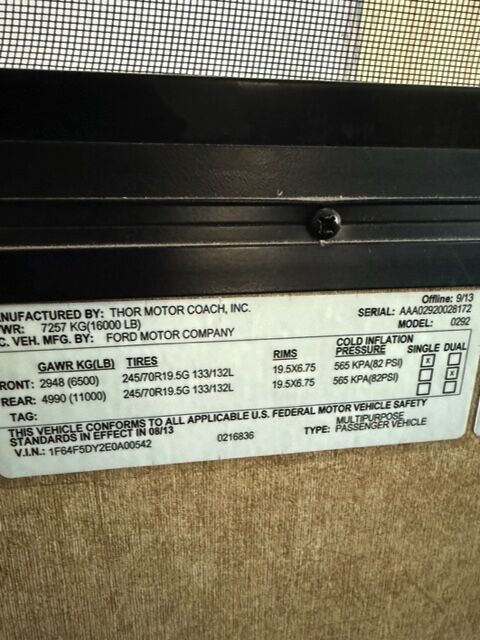 Offline: 9/13
ANUFACTURED BY: THOR MOTOR COACH, INC. SERIAL: AAA02920028172
VWR: 7257 KG(16000 LB) MODEL: 0292
C. VEH. MFG. BY: FORD MOTOR COMPANY
COLD INFLATION
GAWR KG(LB) TIRES RIMS PRESSURE SINGLE DUAL
RONT: 2948 (6500) 245/70R19.5G 133/132L 19.5X6.75 565 KPA(82 PSI) x
REAR: 4990 (11000) 245/70R19.5G 133/132L 19.5X6.75 565 KPA(82PSI) x
TAG:
THIS VEHICLE CONFORMS TO ALL APPLICABLE U.S. FEDERAL MOTOR VEHICLE SAFETY
STANDARDS IN EFFECT IN 08/13 MULTIPURPOSE
V.I.N.: 1F64F5DY2E0A00542 0216836 TYPE: PASSENGER VEHICLE